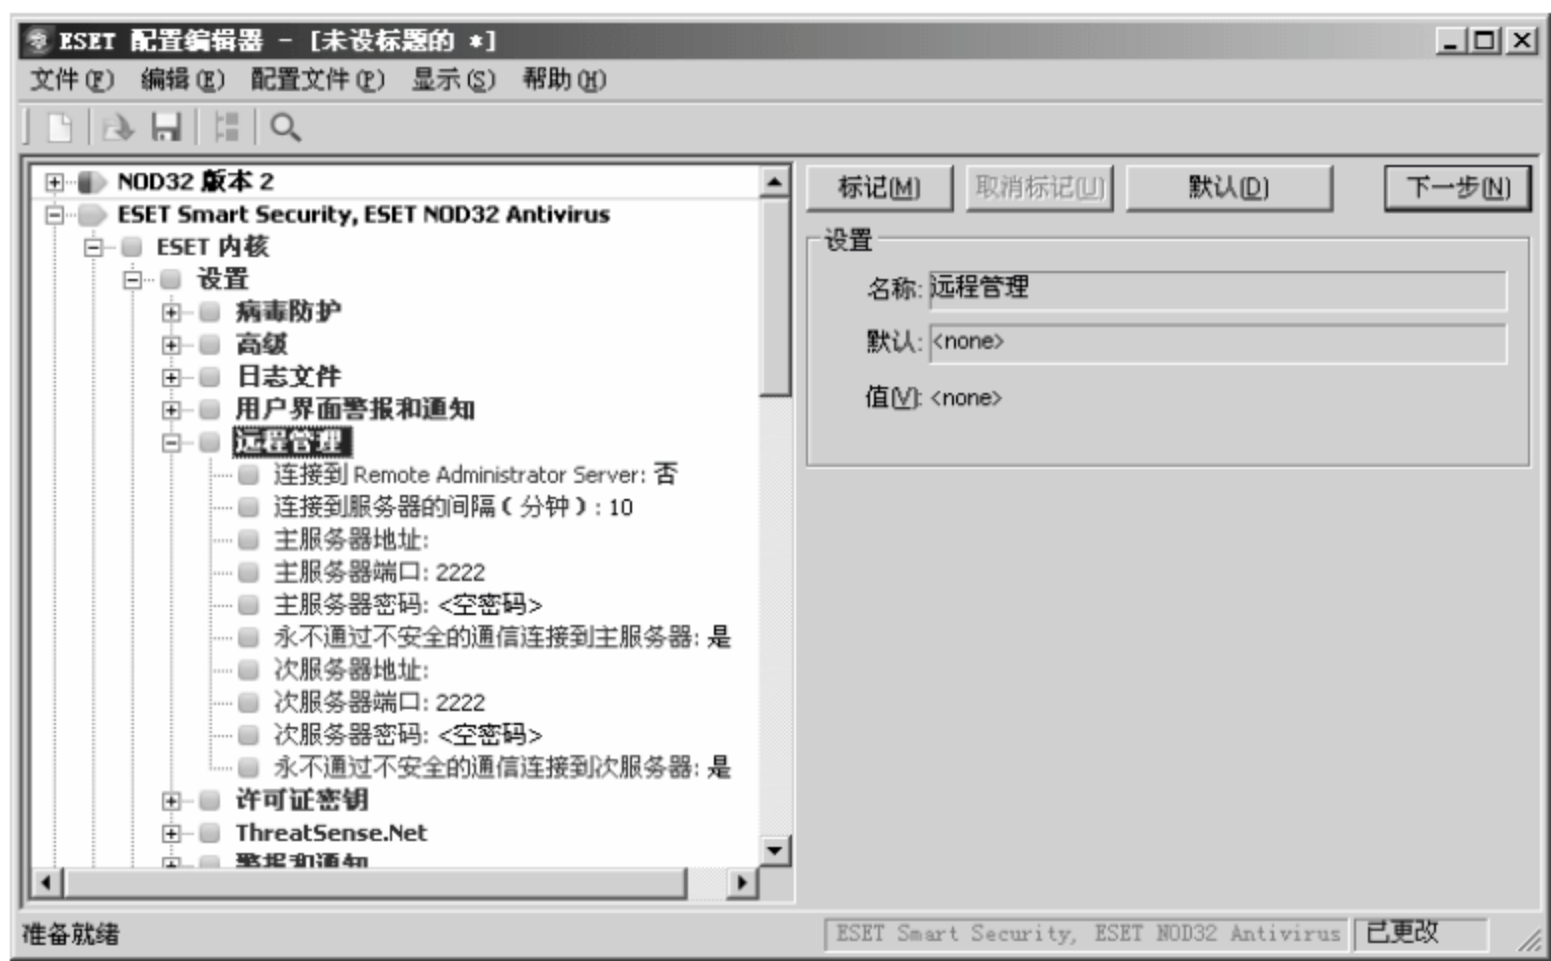 ESET 配置编辑器 - [未设标题的 *]
文件(F) 编辑(E) 配置文件(P) 显示(S) 帮助(H)
NOD32 版本 2
ESET Smart Security, ESET NOD32 Antivirus
ESET 内核
设置
病毒防护
高级
日志文件
用户界面警报和通知
远程管理
连接到 Remote Administrator Server: 否
连接到服务器的间隔(分钟): 10
主服务器地址:
主服务器端口: 2222
主服务器密码: <空密码>
永不通过不安全的通信连接到主服务器: 是
次服务器地址:
次服务器端口: 2222
次服务器密码: <空密码>
永不通过不安全的通信连接到次服务器: 是
许可证密钥
ThreatSense.Net
警报和通知
标记(M) 取消标记(U) 默认(D) 下一步(N)
设置
名称: 远程管理
默认: <none>
值(V): <none>
准备就绪 ESET Smart Security, ESET NOD32 Antivirus 已更改